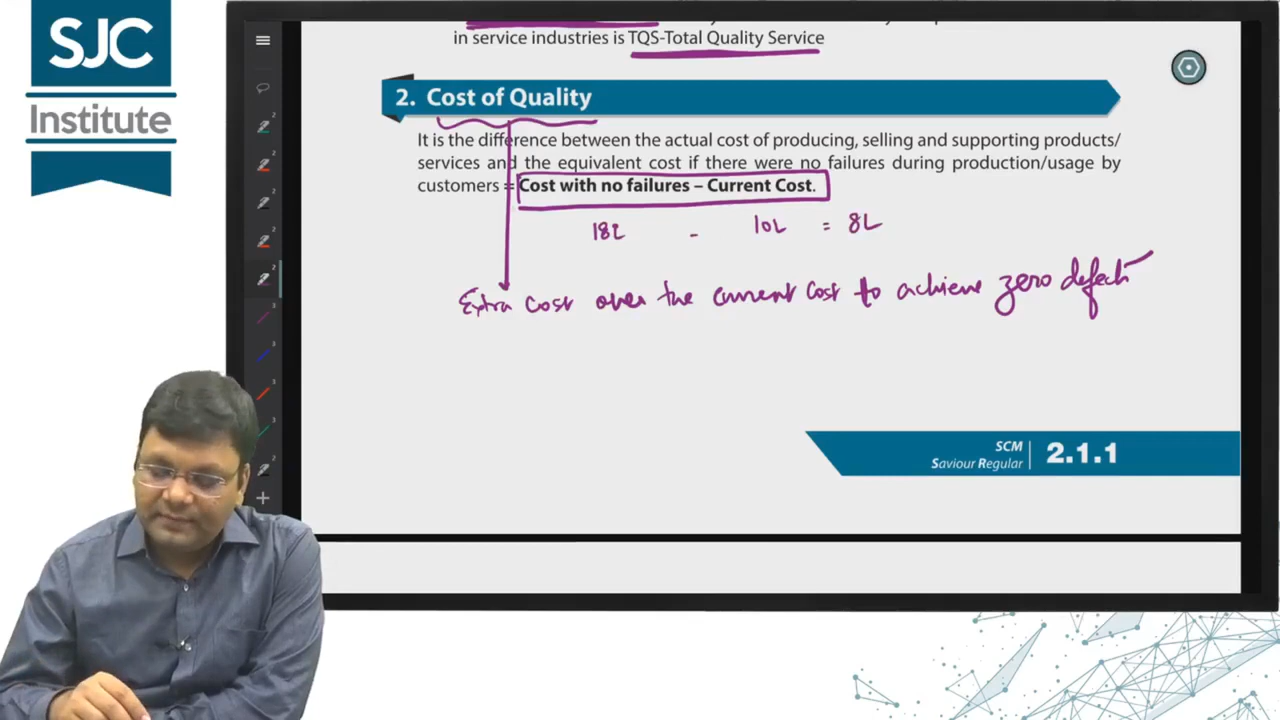 SJC
Institute
in service industries is TQS-Total Quality Service
2. Cost of Quality
It is the difference between the actual cost of producing, selling and supporting products/
services and the equivalent cost if there were no failures during production/usage by
customers = Cost with no failures – Current Cost.
18L - 10L = 8L
Extra cost over the current cost to achieve zero defect
SCM
Saviour Regular
2.1.1